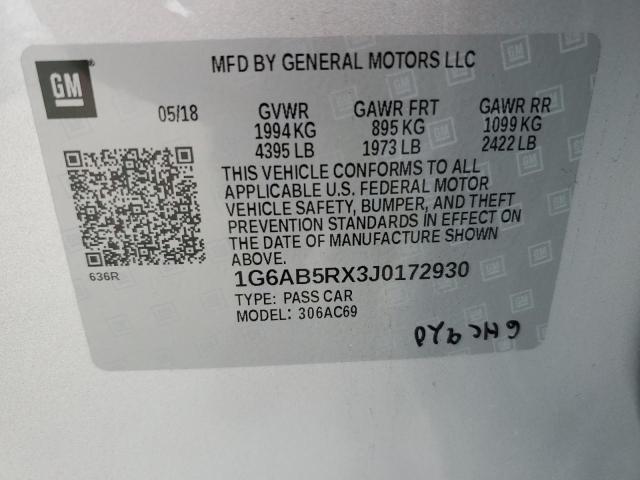 GM
MFD BY GENERAL MOTORS LLC
05/18 GVWR GAWR FRT GAWR RR
1994 KG 895 KG 1099 KG
4395 LB 1973 LB 2422 LB
THIS VEHICLE CONFORMS TO ALL
APPLICABLE U.S. FEDERAL MOTOR
VEHICLE SAFETY, BUMPER, AND THEFT
PREVENTION STANDARDS IN EFFECT ON
THE DATE OF MANUFACTURE SHOWN
ABOVE.
636R
1G6AB5RX3J0172930
TYPE: PASS CAR
MODEL: 306AC69